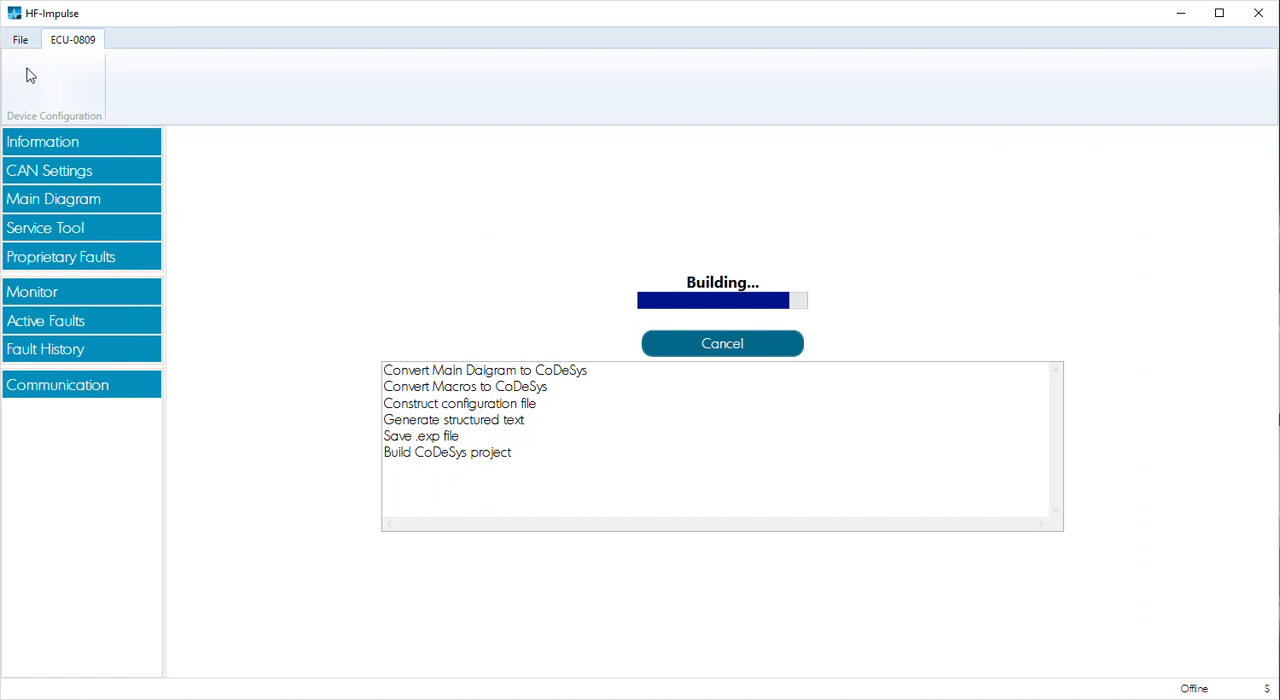 HF-Impulse
File
ECU-0809
Device Configuration
Information
CAN Settings
Main Diagram
Service Tool
Proprietary Faults
Monitor
Active Faults
Fault History
Communication
Building...
Cancel
Convert Main Daigram to CoDeSys
Convert Macros to CoDeSys
Construct configuration file
Generate structured text
Save .exp file
Build CoDeSys project
Offline
S